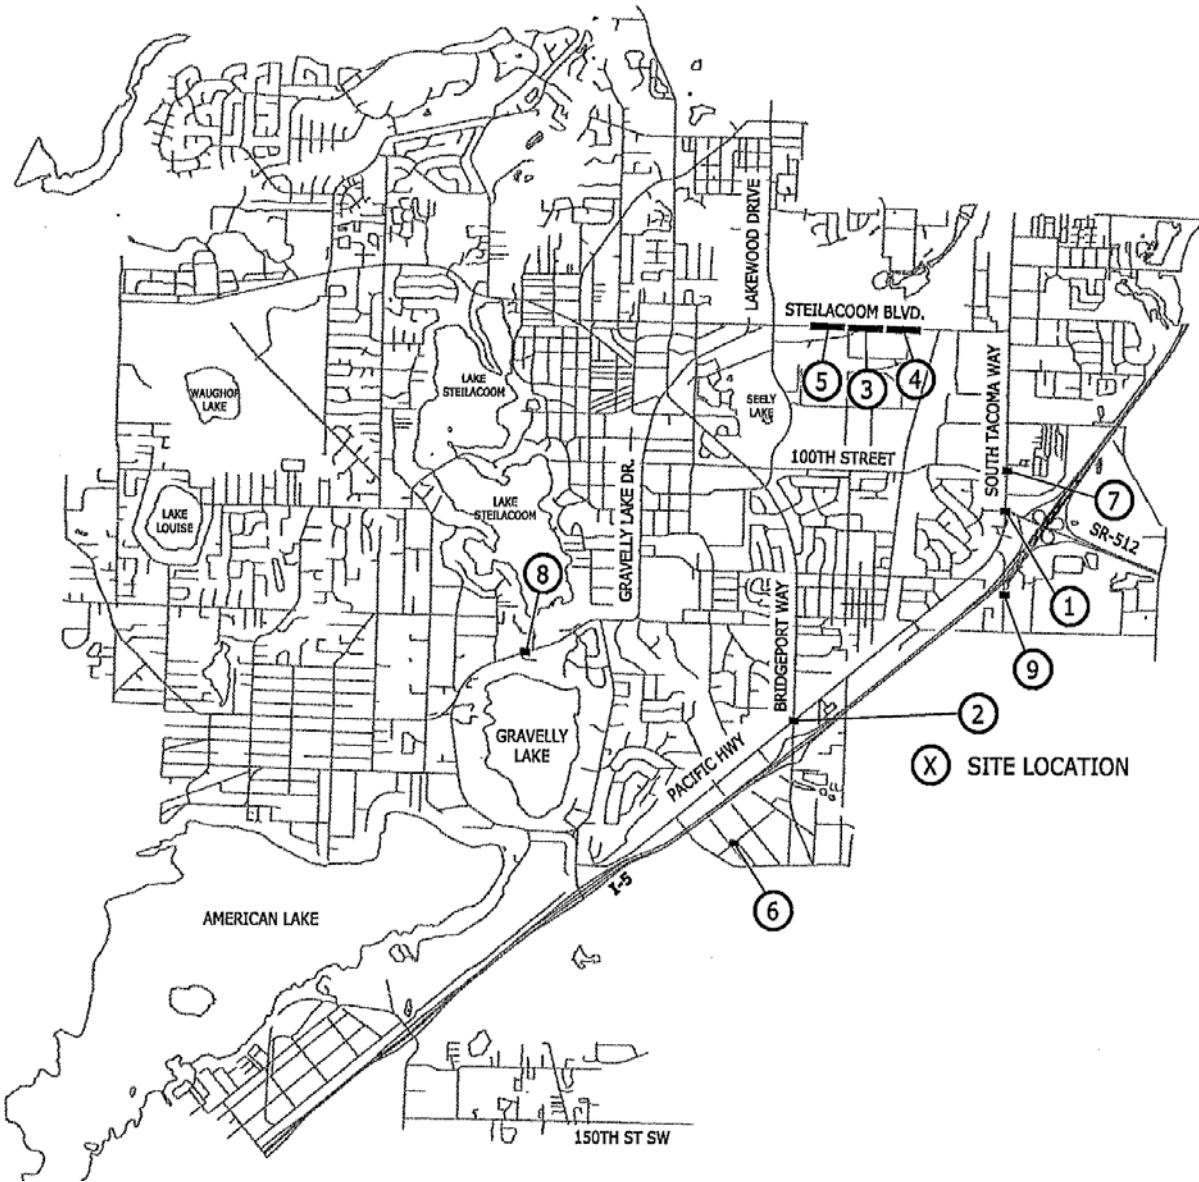 LAKEWOOD DRIVE
STEILACOOM BLVD.
5
3
4
LAKE
STEILACOOM
WAUGHOP
LAKE
SEELY
LAKE
SOUTH TACOMA WAY
100TH STREET
7
LAKE
LOUISE
LAKE
STEILACOOM
GRAVELLY LAKE DR.
SR-512
8
1
BRIDGEPORT WAY
9
2
GRAVELLY
LAKE
PACIFIC HWY
X SITE LOCATION
I-5
6
AMERICAN LAKE
150TH ST SW